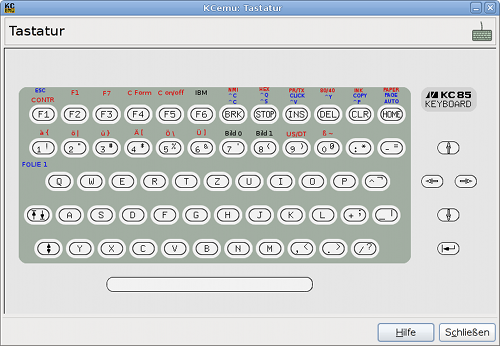 KCemu: Tastatur
Tastatur
ESC NMI HEX PR/TX 80/40 INK PAPER
CONTR F1 F7 C Form C on/off IBM ^C ^Q CLICK ^Y COPY PAGE
^C ^S ^V ^P AUTO
F1 F2 F3 F4 F5 F6 BRK STOP INS DEL CLR HOME
KC 85
KEYBOARD
ä { ö | ü } Ä [ Ö \ Ü ] Bild 0 Bild 1 US/DT ß ~
1 ! 2 " 3 # 4 $ 5 % 6 & 7 ' 8 ( 9 ) 0 @ : * - =
FOLIE 1
Q W E R T Z U I O P ^ ¬
A S D F G H J K L + ; _ |
Y X C V B N M , < . > / ?
Hilfe Schließen